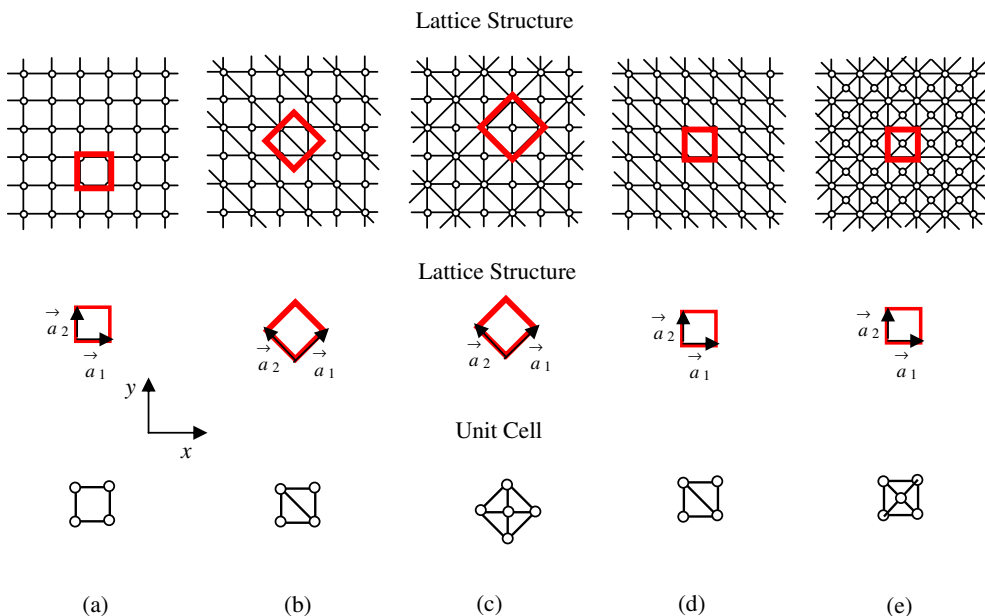 Lattice Structure
Lattice Structure
→ a 2 → a 1
→ a 2 → a 1
→ a 2 → a 1
→ a 2 → a 1
→ a 2 → a 1
y
x
Unit Cell
(a) (b) (c) (d) (e)